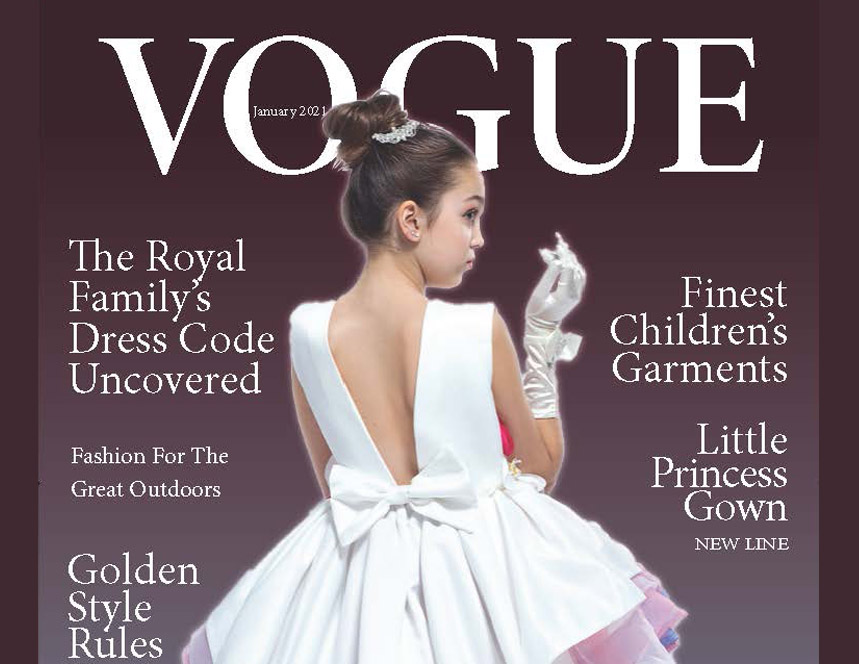 VOGUE
January 2021
The Royal
Family's
Dress Code
Uncovered
Fashion For The
Great Outdoors
Golden
Style
Rules
Finest
Children's
Garments
Little
Princess
Gown
NEW LINE